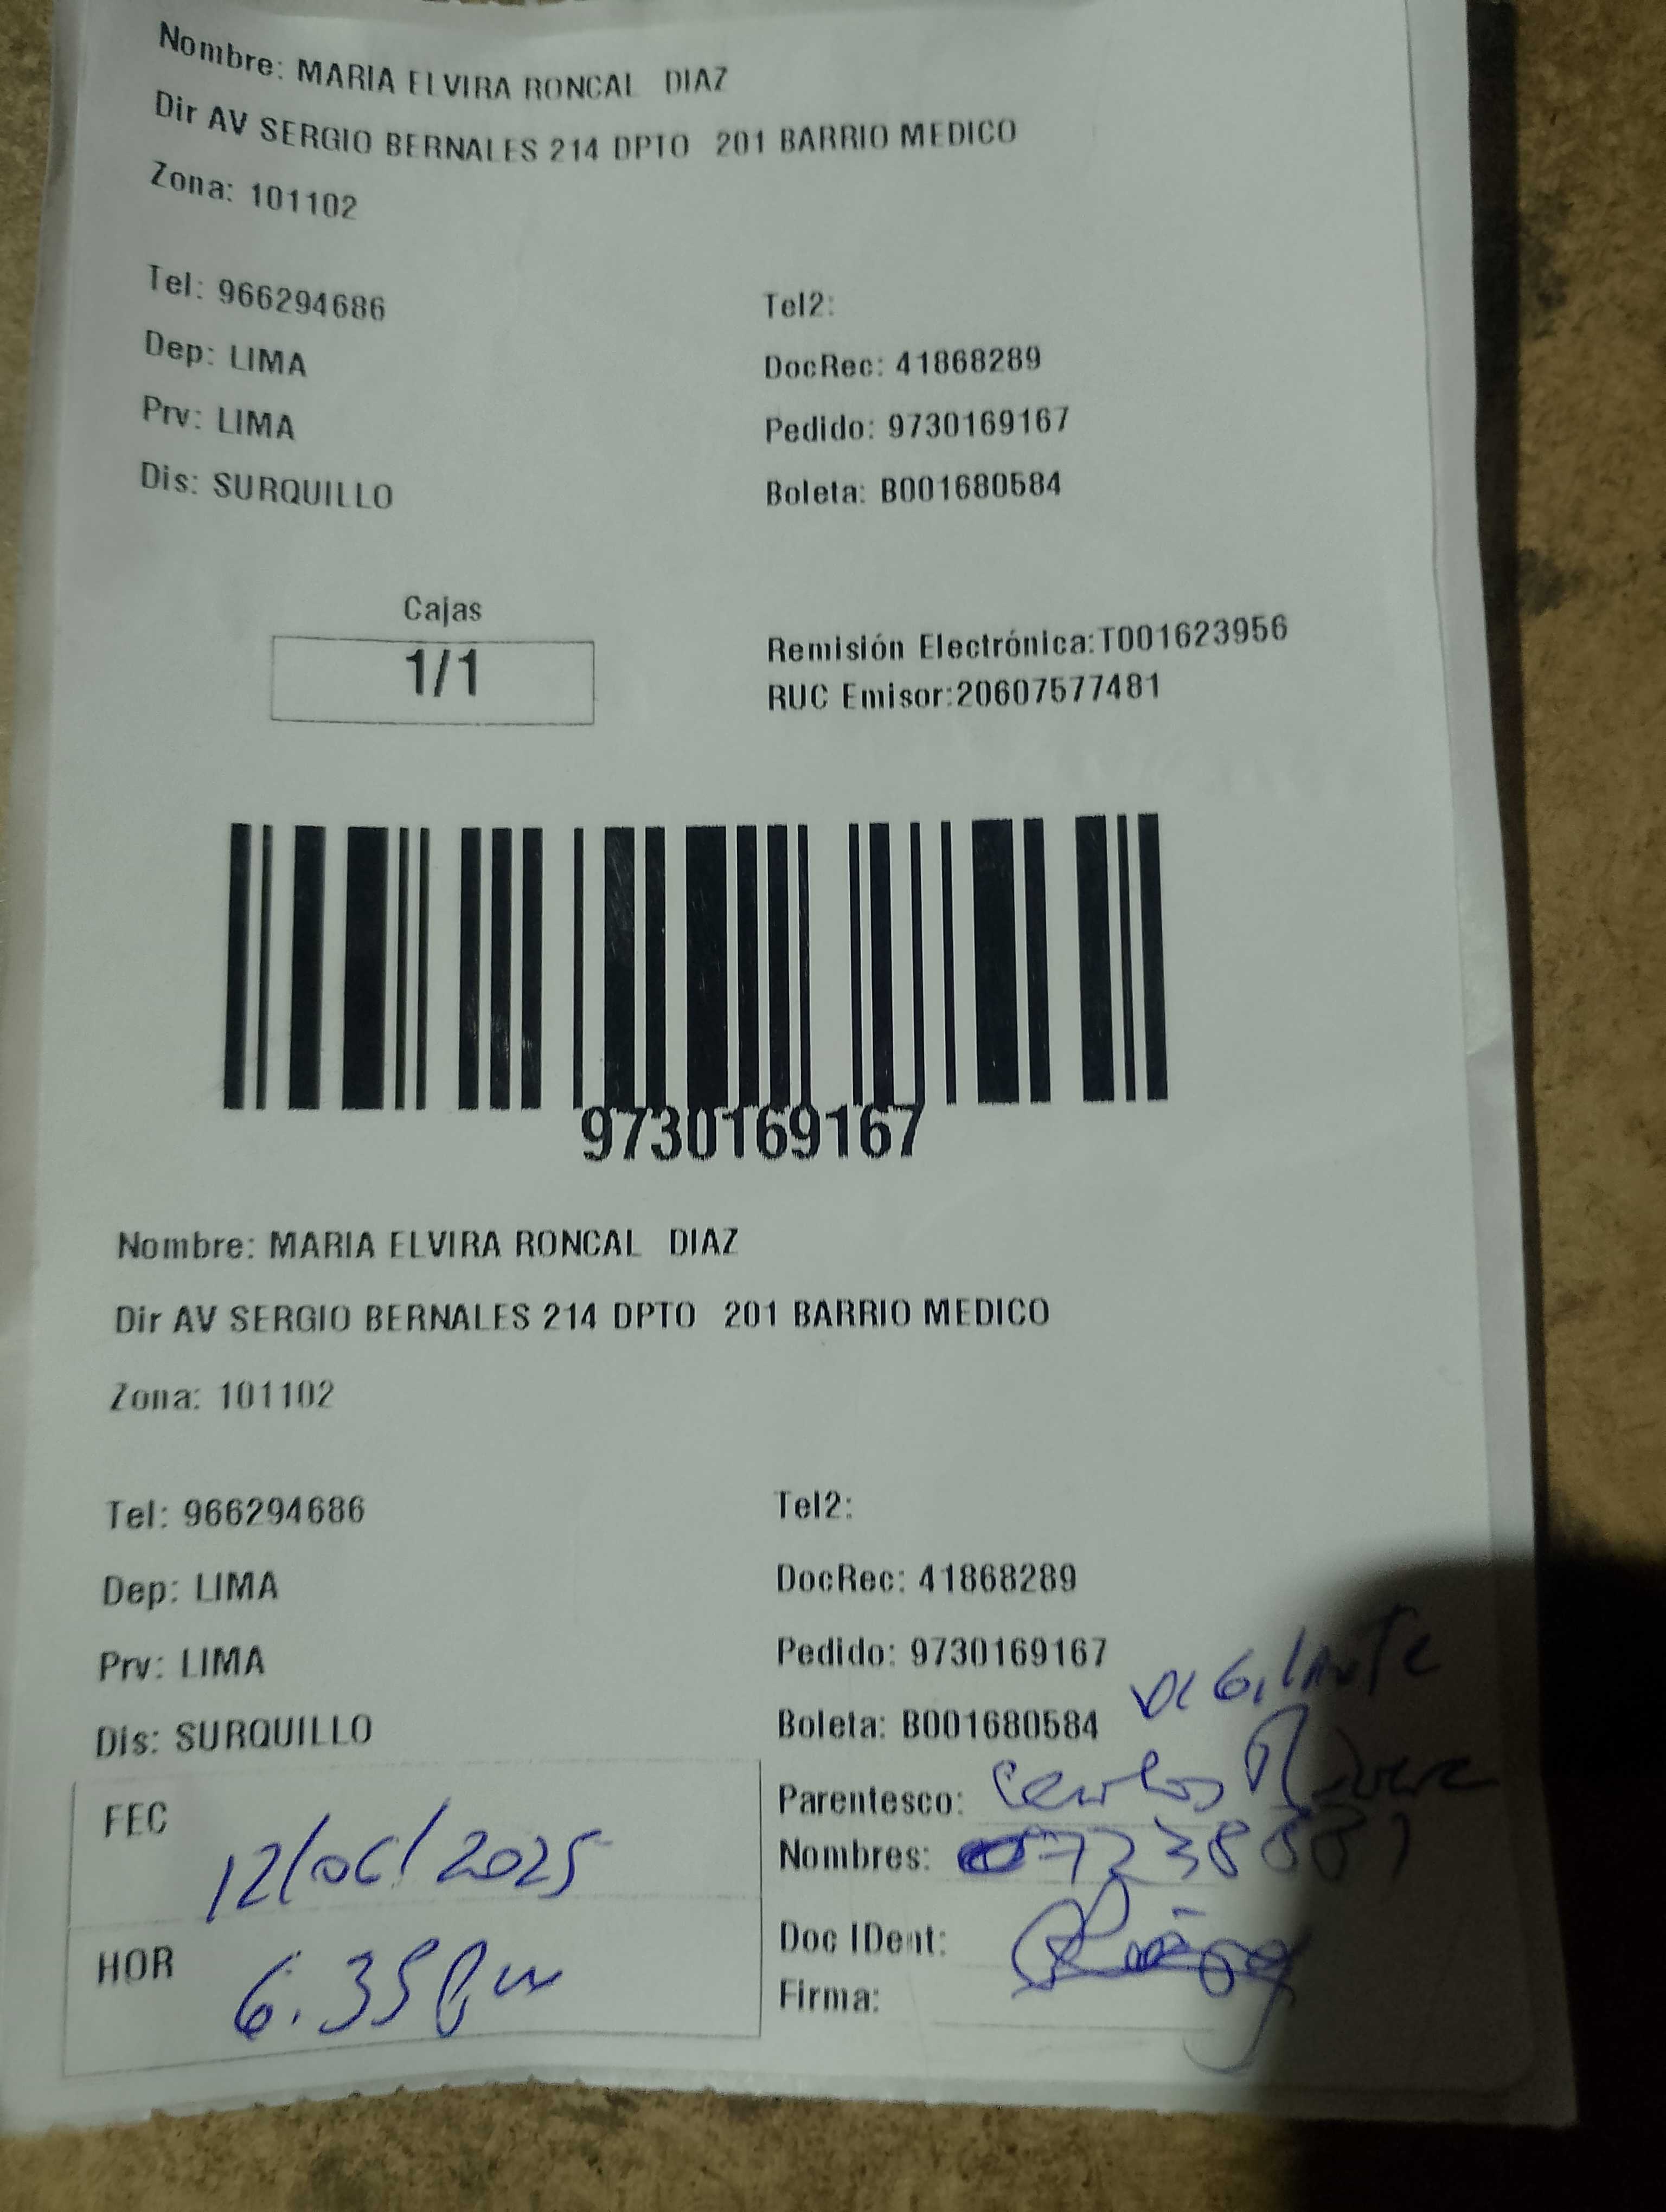 Nombre: MARIA ELVIRA RONCAL DIAZ
Dir AV SERGIO BERNALES 214 DPTO 201 BARRIO MEDICO
Zona: 101102
Tel: 966294686 Tel2:
Dep: LIMA DocRec: 41868289
Prv: LIMA Pedido: 9730169167
Dis: SURQUILLO Boleta: B001680584
Cajas
1/1
Remisión Electrónica:T001623956
RUC Emisor:20607577481
9730169167
Nombre: MARIA ELVIRA RONCAL DIAZ
Dir AV SERGIO BERNALES 214 DPTO 201 BARRIO MEDICO
Zona: 101102
Tel: 966294686 Tel2:
Dep: LIMA DocRec: 41868289
Prv: LIMA Pedido: 9730169167
Dis: SURQUILLO Boleta: B001680584
ViGilante
FEC 12/06/2025
Parentesco: Carlos Rivera
Nombres:
HOR 6.35 pm
Doc IDent:
Firma: